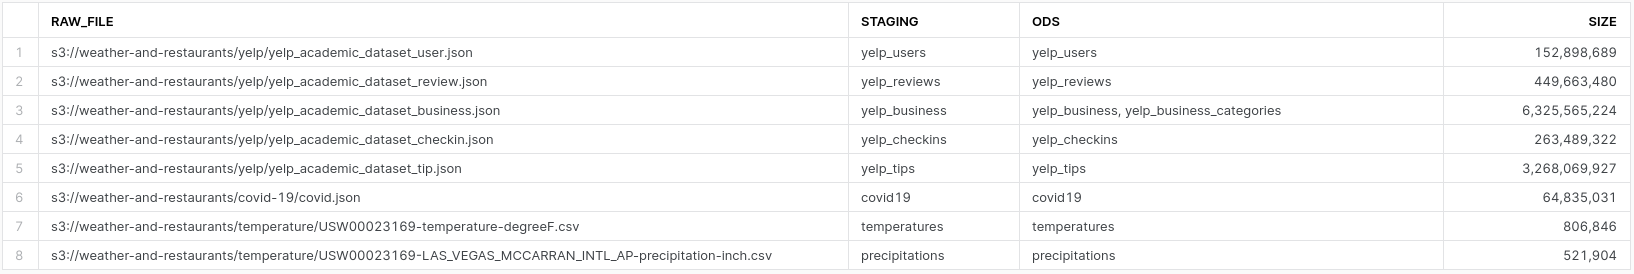 RAW_FILE STAGING ODS SIZE
1 s3://weather-and-restaurants/yelp/yelp_academic_dataset_user.json yelp_users yelp_users 152,898,689
2 s3://weather-and-restaurants/yelp/yelp_academic_dataset_review.json yelp_reviews yelp_reviews 449,663,480
3 s3://weather-and-restaurants/yelp/yelp_academic_dataset_business.json yelp_business yelp_business, yelp_business_categories 6,325,565,224
4 s3://weather-and-restaurants/yelp/yelp_academic_dataset_checkin.json yelp_checkins yelp_checkins 263,489,322
5 s3://weather-and-restaurants/yelp/yelp_academic_dataset_tip.json yelp_tips yelp_tips 3,268,069,927
6 s3://weather-and-restaurants/covid-19/covid.json covid19 covid19 64,835,031
7 s3://weather-and-restaurants/temperature/USW00023169-temperature-degreeF.csv temperatures temperatures 806,846
8 s3://weather-and-restaurants/temperature/USW00023169-LAS_VEGAS_MCCARRAN_INTL_AP-precipitation-inch.csv precipitations precipitations 521,904